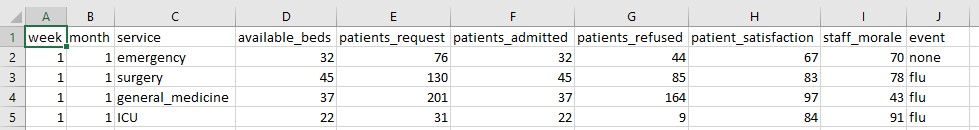 A B C D E F G H I J
1 week month service available_beds patients_request patients_admitted patients_refused patient_satisfaction staff_morale event
2 1 1 emergency 32 76 32 44 67 70 none
3 1 1 surgery 45 130 45 85 83 78 flu
4 1 1 general_medicine 37 201 37 164 97 43 flu
5 1 1 ICU 22 31 22 9 84 91 flu